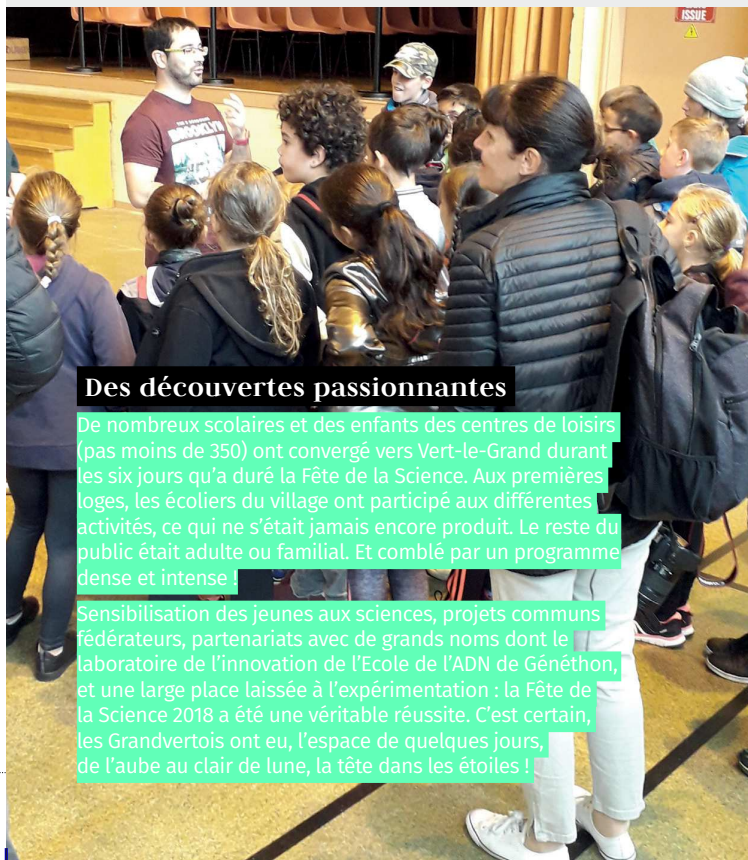 ISSUE
BROOKLYN
Des découvertes passionnantes
De nombreux scolaires et des enfants des centres de loisirs
(pas moins de 350) ont convergé vers Vert-le-Grand durant
les six jours qu’a duré la Fête de la Science. Aux premières
loges, les écoliers du village ont participé aux différentes
activités, ce qui ne s’était jamais encore produit. Le reste du
public était adulte ou familial. Et comblé par un programme
dense et intense !
Sensibilisation des jeunes aux sciences, projets communs
fédérateurs, partenariats avec de grands noms dont le
laboratoire de l’innovation de l’Ecole de l’ADN de Généthon,
et une large place laissée à l’expérimentation : la Fête de
la Science 2018 a été une véritable réussite. C’est certain,
les Grandvertois ont eu, l’espace de quelques jours,
de l’aube au clair de lune, la tête dans les étoiles !